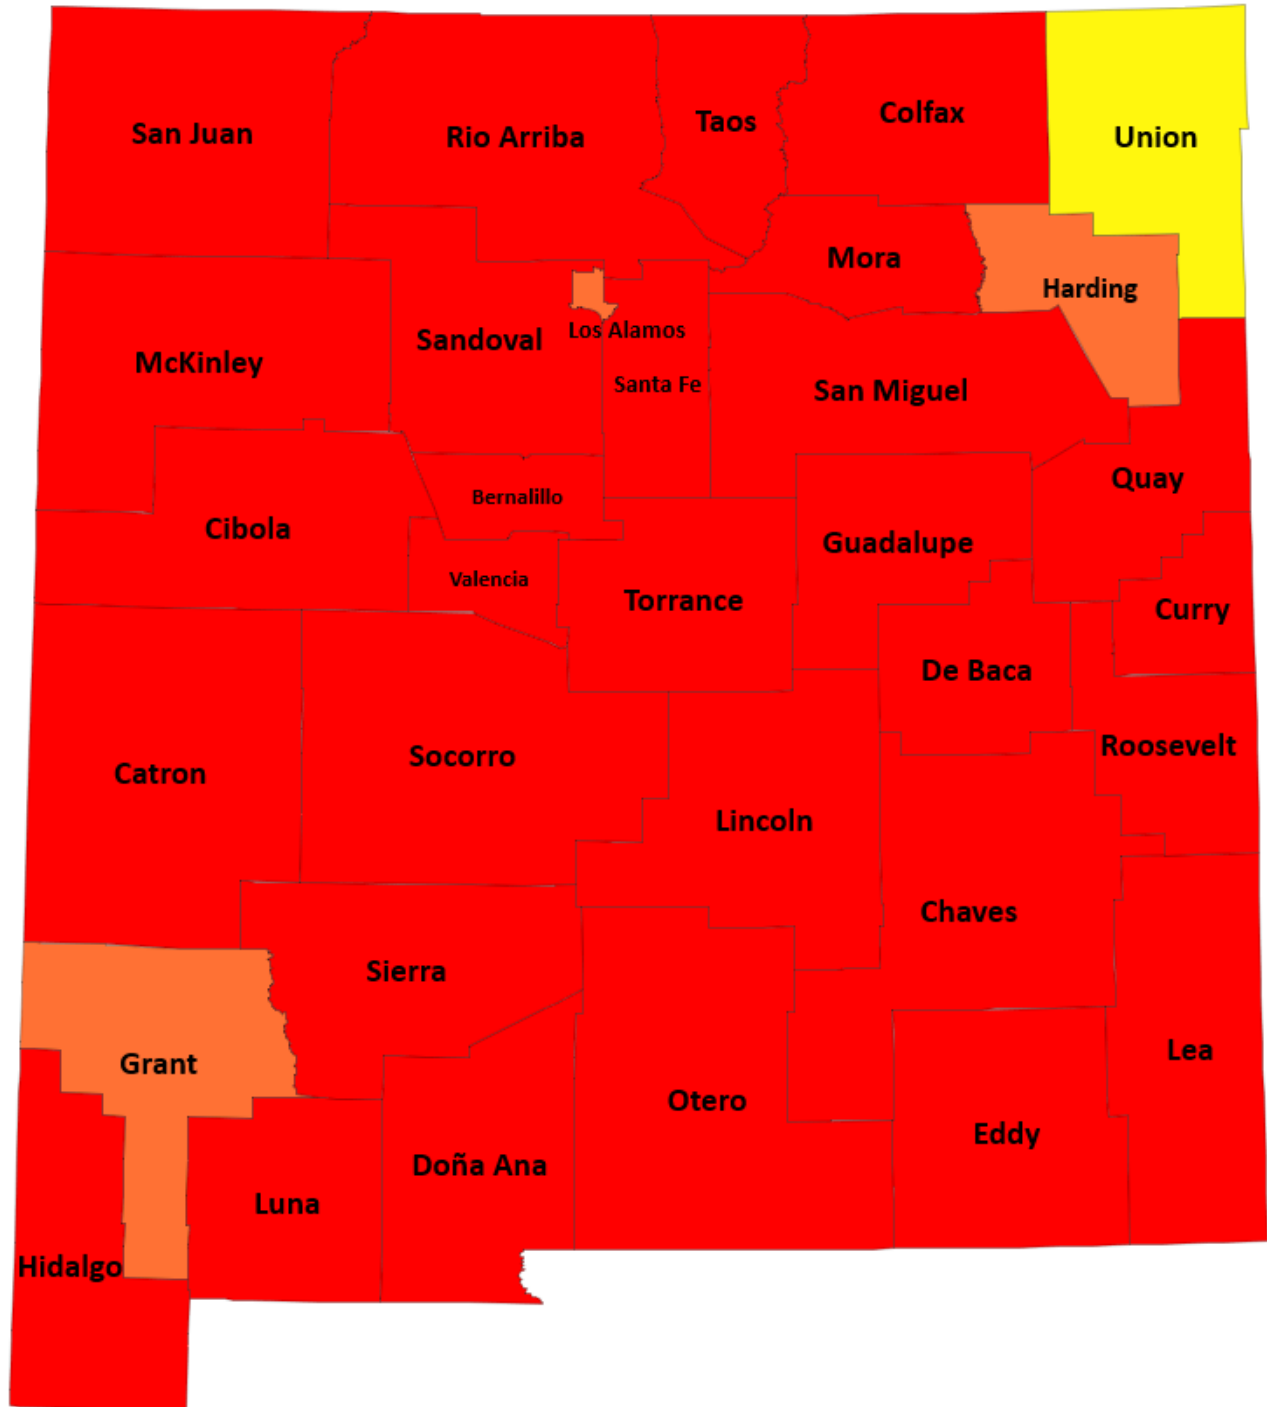 San Juan
Rio Arriba
Taos
Colfax
Union
Mora
Harding
Los Alamos
Sandoval
McKinley
Santa Fe
San Miguel
Quay
Bernalillo
Cibola
Guadalupe
Valencia
Torrance
Curry
De Baca
Roosevelt
Socorro
Catron
Lincoln
Chaves
Sierra
Lea
Grant
Otero
Eddy
Doña Ana
Luna
Hidalgo